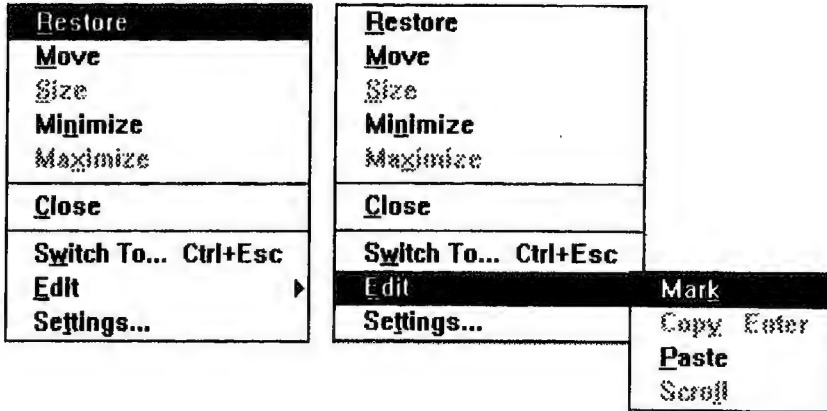 Restore
Move
Size
Minimize
Maximize
Close
Switch To... Ctrl+Esc
Edit
Settings...
Restore
Move
Size
Minimize
Maximize
Close
Switch To... Ctrl+Esc
Edit
Settings...
Mark
Copy Enter
Paste
Scroll